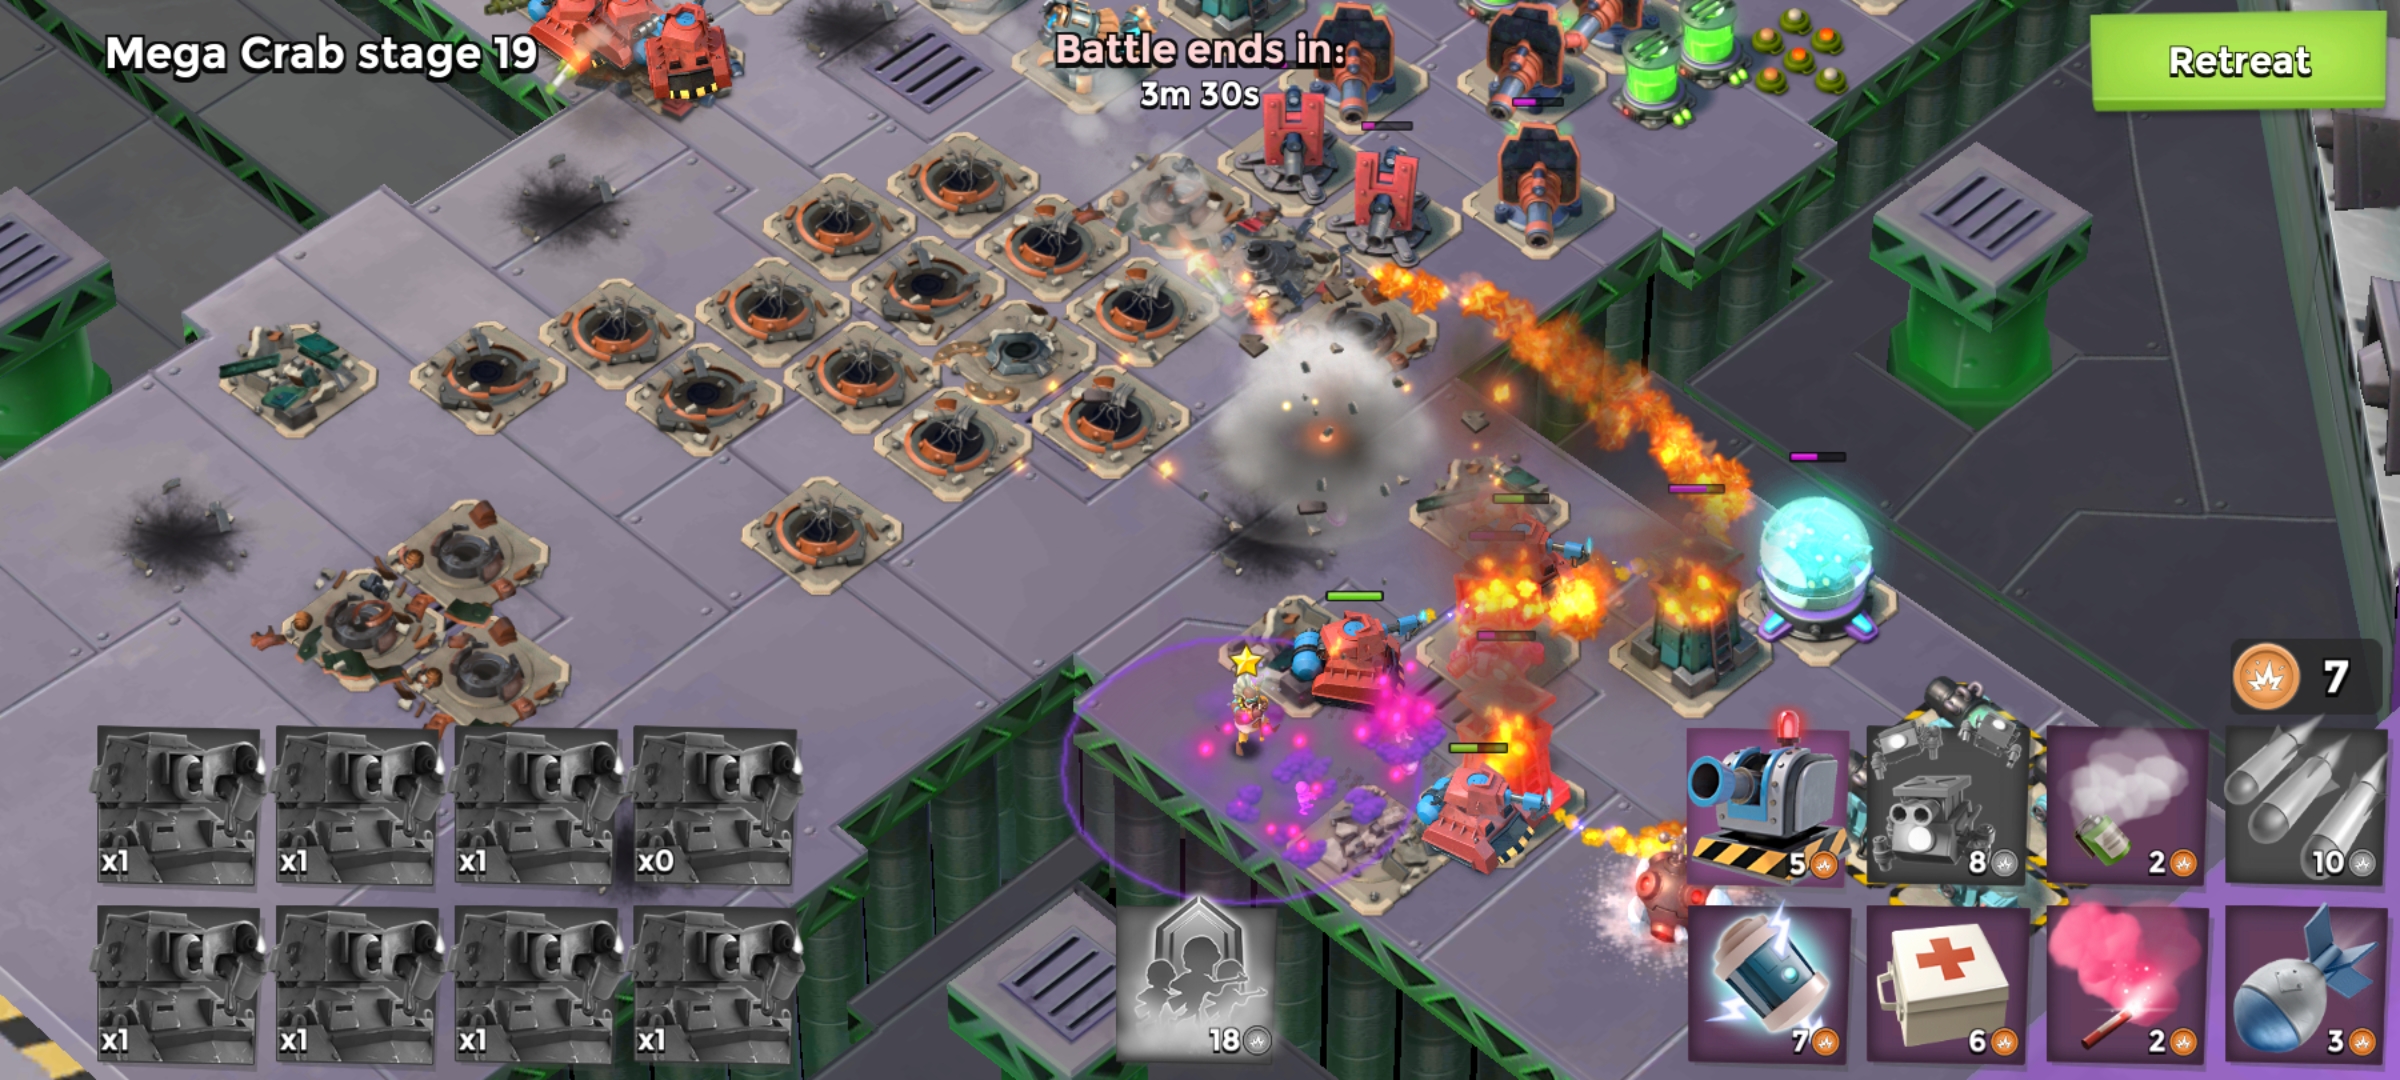 Mega Crab stage 19
Battle ends in:
3m 30s
Retreat
7
x1
x1
x1
x0
5
8
2
10
x1
x1
x1
x1
18
7
6
2
3